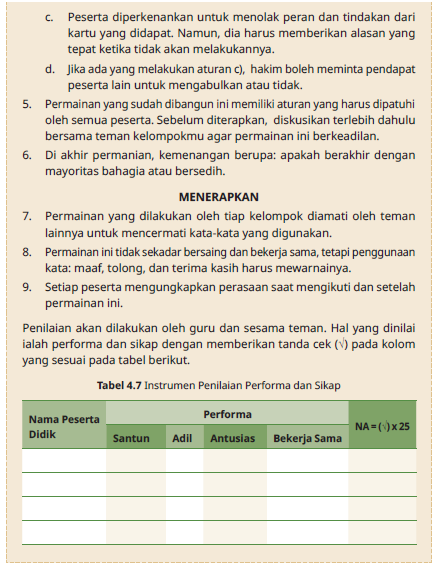 c. Peserta diperkenankan untuk menolak peran dan tindakan dari
kartu yang didapat. Namun, dia harus memberikan alasan yang
tepat ketika tidak akan melakukannya.
d. Jika ada yang melakukan aturan c), hakim boleh meminta pendapat
peserta lain untuk mengabulkan atau tidak.
5. Permainan yang sudah dibangun ini memiliki aturan yang harus dipatuhi
oleh semua peserta. Sebelum diterapkan, diskusikan terlebih dahulu
bersama teman kelompokmu agar permainan ini berkeadilan.
6. Di akhir permianan, kemenangan berupa: apakah berakhir dengan
mayoritas bahagia atau bersedih.
MENERAPKAN
7. Permainan yang dilakukan oleh tiap kelompok diamati oleh teman
lainnya untuk mencermati kata-kata yang digunakan.
8. Permainan ini tidak sekadar bersaing dan bekerja sama, tetapi penggunaan
kata: maaf, tolong, dan terima kasih harus mewarnainya.
9. Setiap peserta mengungkapkan perasaan saat mengikuti dan setelah
permainan ini.
Penilaian akan dilakukan oleh guru dan sesama teman. Hal yang dinilai
ialah performa dan sikap dengan memberikan tanda cek (√) pada kolom
yang sesuai pada tabel berikut.
Tabel 4.7 Instrumen Penilaian Performa dan Sikap
Nama Peserta
Didik
Performa
Santun Adil Antusias Bekerja Sama
NA = (√) x 25